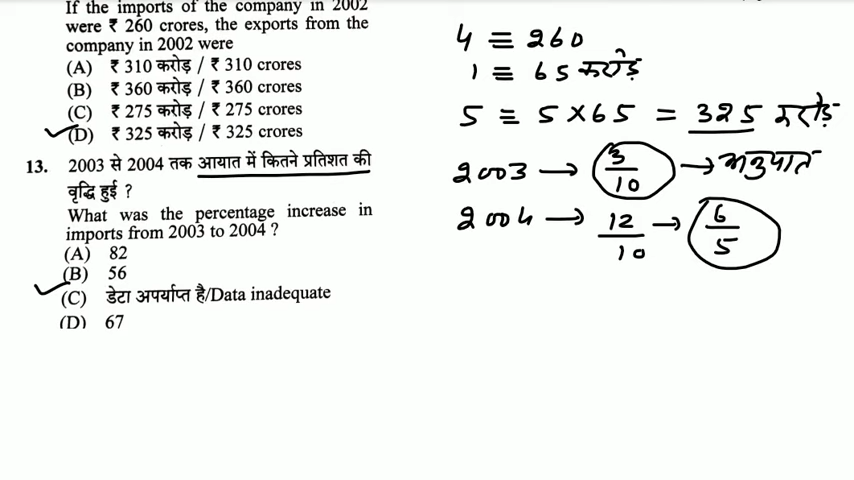 If the imports of the company in 2002
were ₹ 260 crores, the exports from the
company in 2002 were
(A) ₹ 310 करोड़ / ₹ 310 crores
(B) ₹ 360 करोड़ / ₹ 360 crores
(C) ₹ 275 करोड़ / ₹ 275 crores
(D) ₹ 325 करोड़ / ₹ 325 crores
13. 2003 से 2004 तक आयात में कितने प्रतिशत की
वृद्धि हुई ?
What was the percentage increase in
imports from 2003 to 2004 ?
(A) 82
(B) 56
(C) डेटा अपर्याप्त है/Data inadequate
(D) 67
4 ≡ 260
1 ≡ 65 करोड़
5 ≡ 5 × 65 = 325 करोड़
2003 → 3/10 → अनुपात
2004 → 12/10 → 6/5